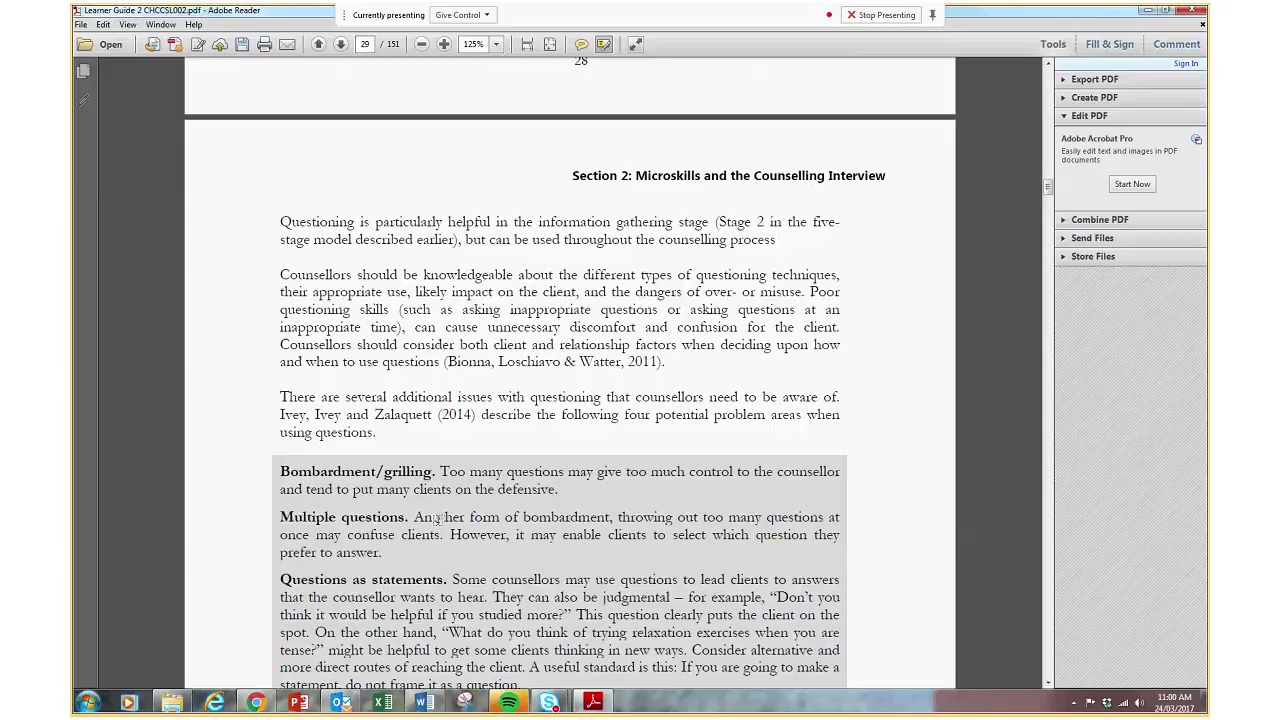 Learner Guide 2 CHCCSL002.pdf - Adobe Reader
Currently presenting
Give Control
Stop Presenting
File Edit View Window Help
Open
29 / 151
125%
Tools
Fill & Sign
Comment
Sign In
28
Export PDF
Create PDF
Edit PDF
Adobe Acrobat Pro
Easily edit text and images in PDF
documents
Start Now
Combine PDF
Send Files
Store Files
Section 2: Microskills and the Counselling Interview
Questioning is particularly helpful in the information gathering stage (Stage 2 in the five-
stage model described earlier), but can be used throughout the counselling process
Counsellors should be knowledgeable about the different types of questioning techniques,
their appropriate use, likely impact on the client, and the dangers of over- or misuse. Poor
questioning skills (such as asking inappropriate questions or asking questions at an
inappropriate time), can cause unnecessary discomfort and confusion for the client.
Counsellors should consider both client and relationship factors when deciding upon how
and when to use questions (Bionna, Loschiavo & Watter, 2011).
There are several additional issues with questioning that counsellors need to be aware of.
Ivey, Ivey and Zalaquett (2014) describe the following four potential problem areas when
using questions.
Bombardment/grilling. Too many questions may give too much control to the counsellor
and tend to put many clients on the defensive.
Multiple questions. Another form of bombardment, throwing out too many questions at
once may confuse clients. However, it may enable clients to select which question they
prefer to answer.
Questions as statements. Some counsellors may use questions to lead clients to answers
that the counsellor wants to hear. They can also be judgmental – for example, “Don’t you
think it would be helpful if you studied more?” This question clearly puts the client on the
spot. On the other hand, “What do you think of trying relaxation exercises when you are
tense?” might be helpful to get some clients thinking in new ways. Consider alternative and
more direct routes of reaching the client. A useful standard is this: If you are going to make a
statement, do not frame it as a question.
11:00 AM
24/03/2017